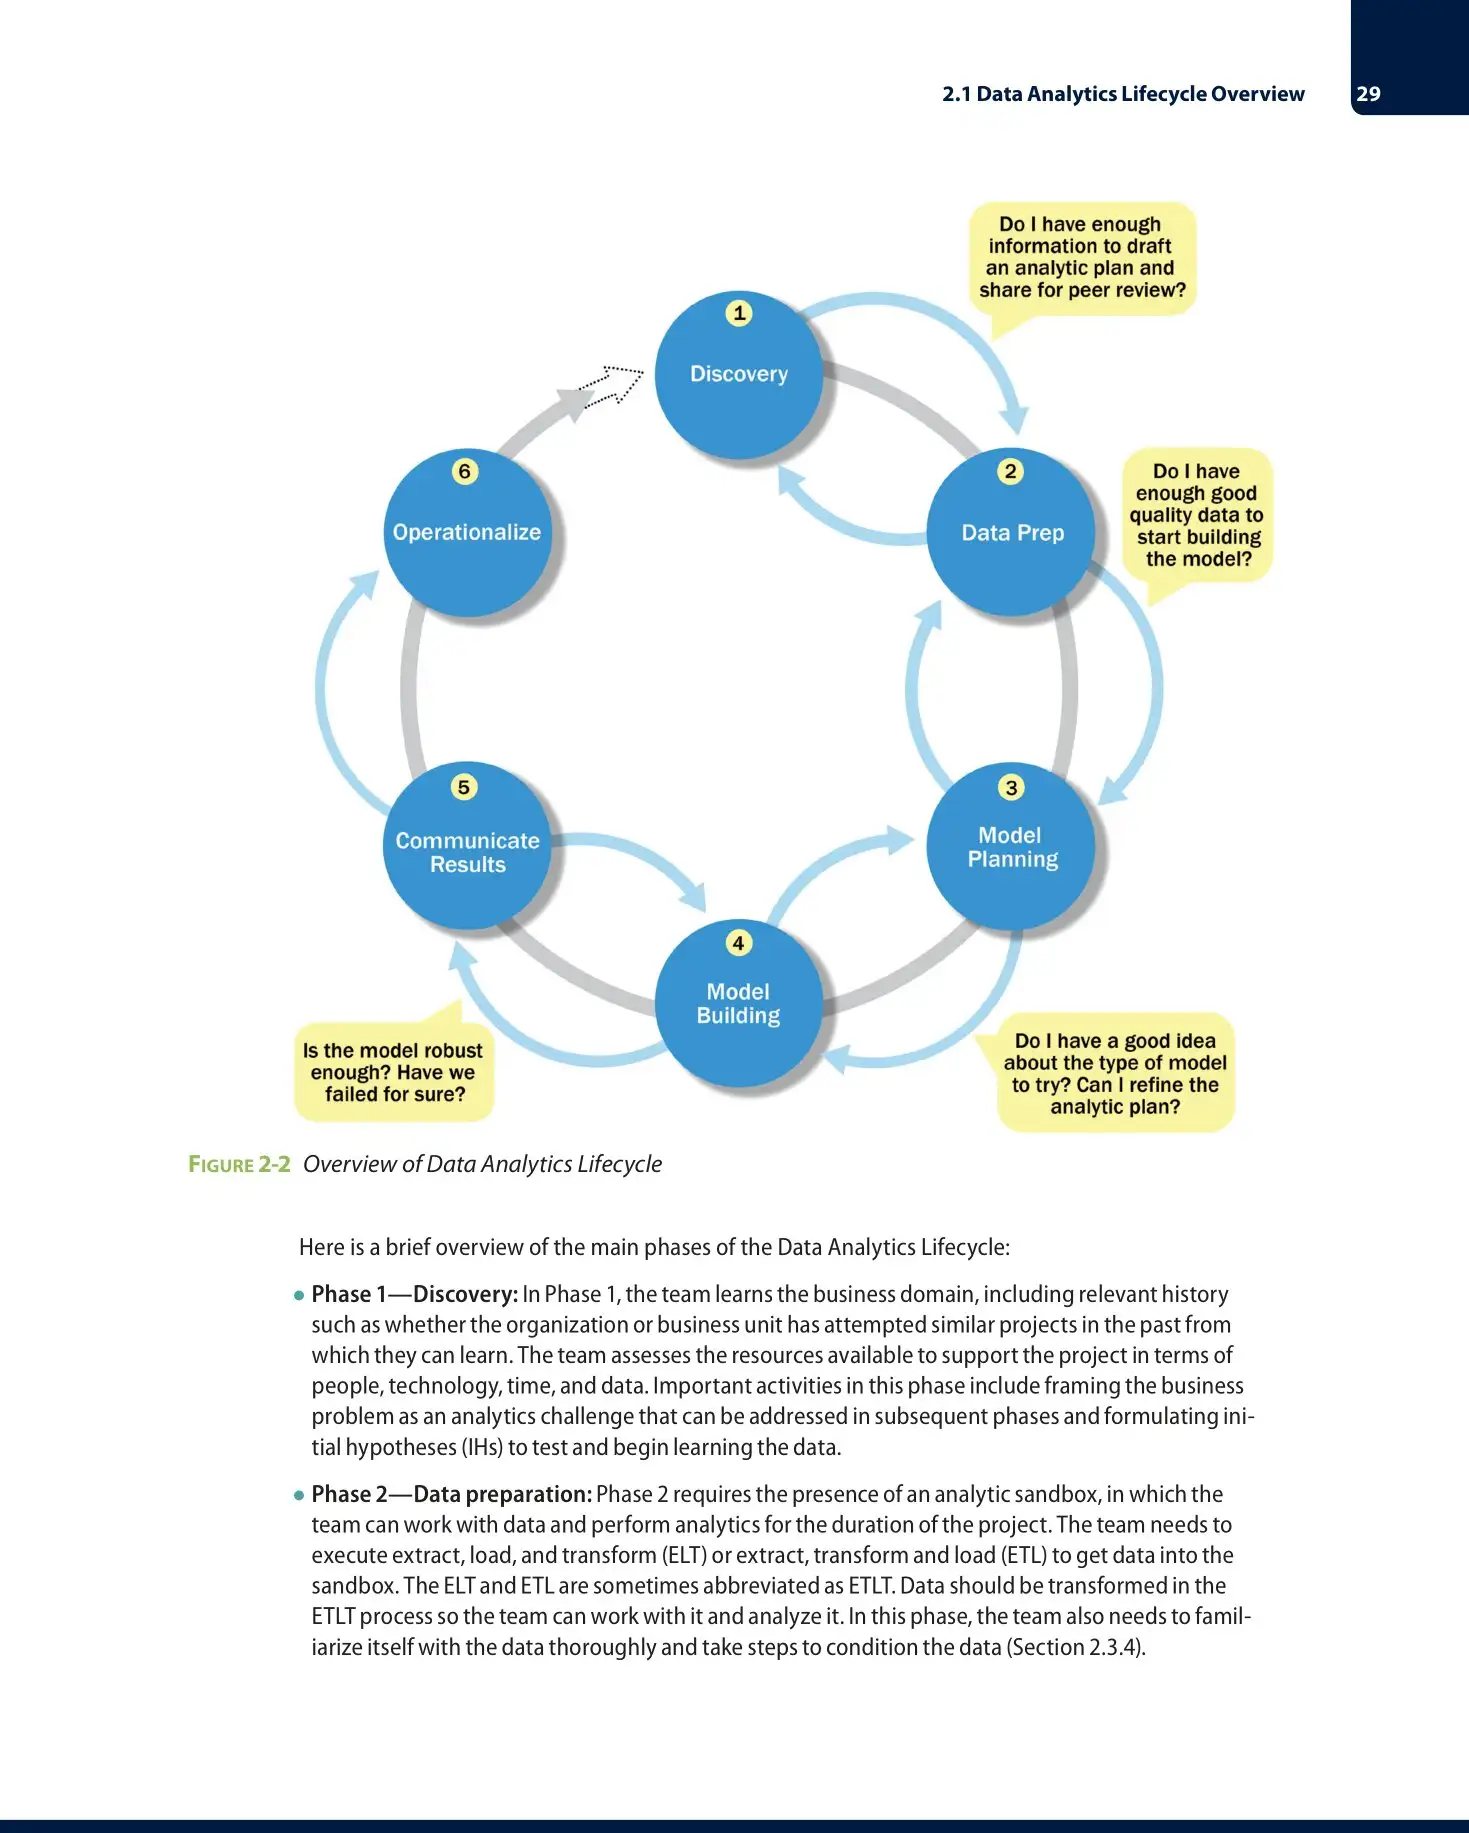 2.1 Data Analytics Lifecycle Overview 29
Do I have enough
information to draft
an analytic plan and
share for peer review?
1
Discovery
6
Operationalize
2
Data Prep
Do I have
enough good
quality data to
start building
the model?
5
Communicate
Results
3
Model
Planning
4
Model
Building
Is the model robust
enough? Have we
failed for sure?
Do I have a good idea
about the type of model
to try? Can I refine the
analytic plan?
FIGURE 2-2 Overview of Data Analytics Lifecycle
Here is a brief overview of the main phases of the Data Analytics Lifecycle:
● Phase 1—Discovery: In Phase 1, the team learns the business domain, including relevant history
such as whether the organization or business unit has attempted similar projects in the past from
which they can learn. The team assesses the resources available to support the project in terms of
people, technology, time, and data. Important activities in this phase include framing the business
problem as an analytics challenge that can be addressed in subsequent phases and formulating ini-
tial hypotheses (IHs) to test and begin learning the data.
● Phase 2—Data preparation: Phase 2 requires the presence of an analytic sandbox, in which the
team can work with data and perform analytics for the duration of the project. The team needs to
execute extract, load, and transform (ELT) or extract, transform and load (ETL) to get data into the
sandbox. The ELT and ETL are sometimes abbreviated as ETLT. Data should be transformed in the
ETLT process so the team can work with it and analyze it. In this phase, the team also needs to famil-
iarize itself with the data thoroughly and take steps to condition the data (Section 2.3.4).